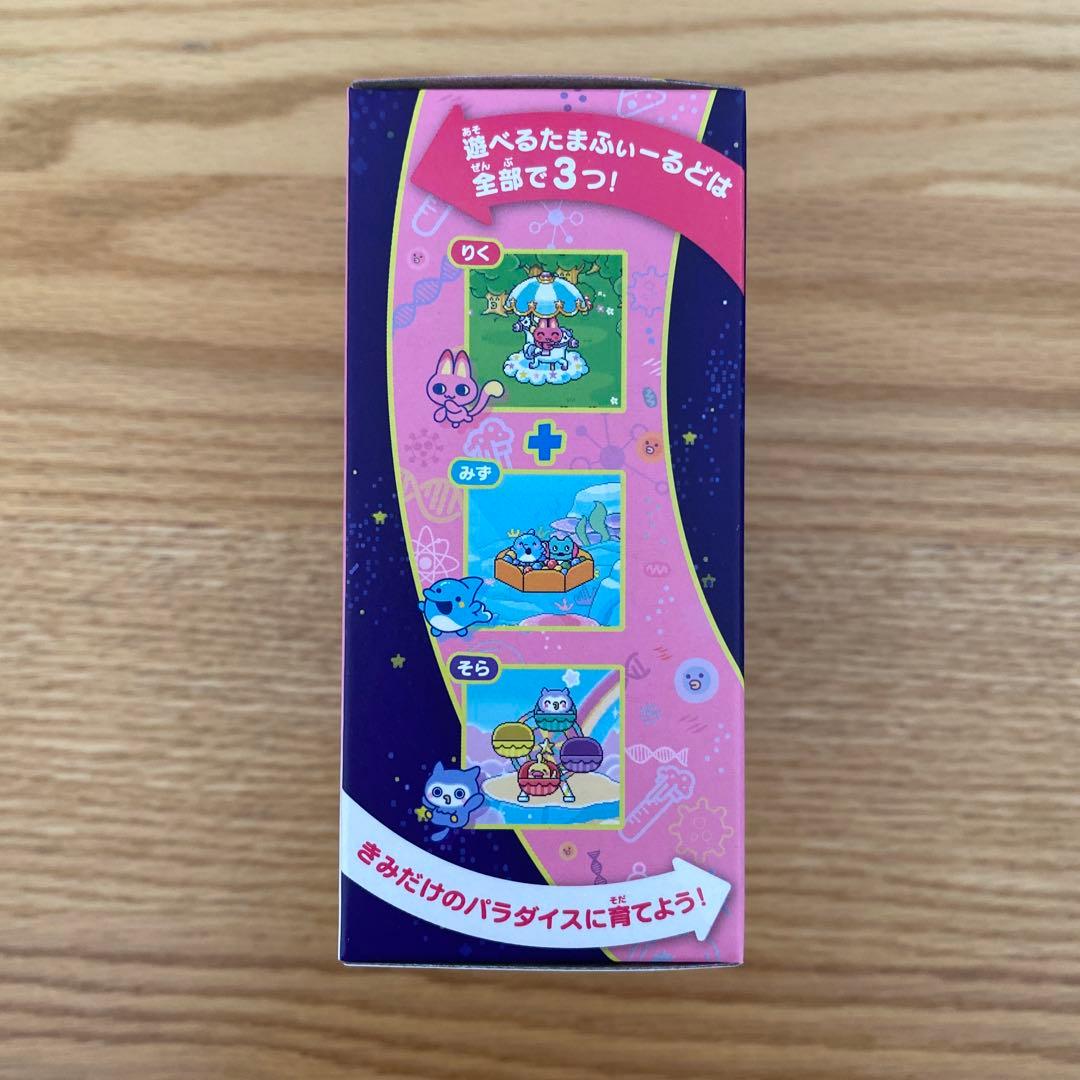 遊べるたまふぃーるどは
全部で3つ!
りく
みず
そら
きみだけのパラダイスに育てよう!